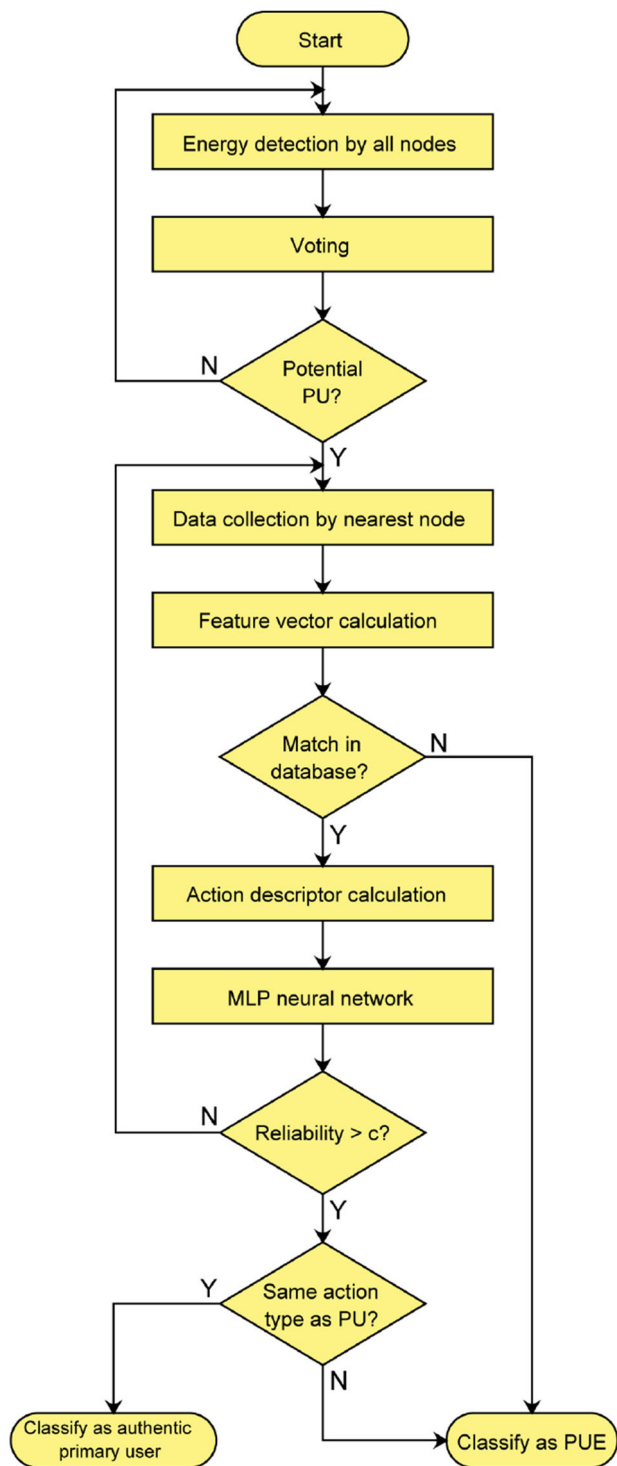 Start
Energy detection by all nodes
Voting
Potential
PU?
N
Y
Data collection by nearest node
Feature vector calculation
Match in
database?
N
Y
Action descriptor calculation
MLP neural network
Reliability > c?
N
Y
Same action
type as PU?
Y
N
Classify as authentic
primary user
Classify as PUE